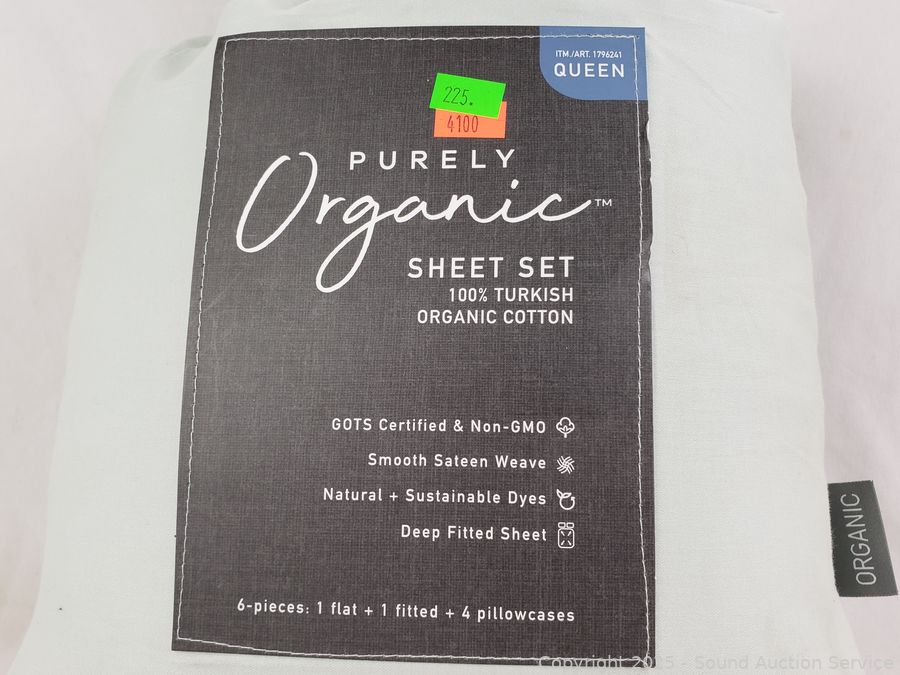 ITM./ART. 1796241
QUEEN
225.
4100
PURELY
Organic™
SHEET SET
100% TURKISH
ORGANIC COTTON
GOTS Certified & Non-GMO
Smooth Sateen Weave
Natural + Sustainable Dyes
Deep Fitted Sheet
6-pieces: 1 flat + 1 fitted + 4 pillowcases
ORGANIC
Copyright 2025 - Sound Auction Service